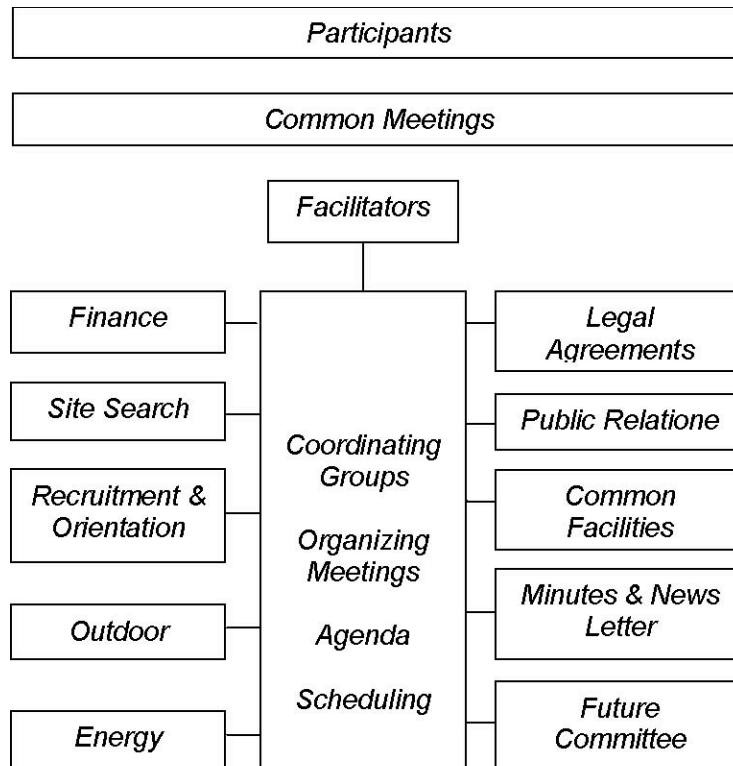 Participants
Common Meetings
Facilitators
Finance
Site Search
Recruitment &
Orientation
Outdoor
Energy
Coordinating
Groups
Organizing
Meetings
Agenda
Scheduling
Legal
Agreements
Public Relatione
Common
Facilities
Minutes & News
Letter
Future
Committee